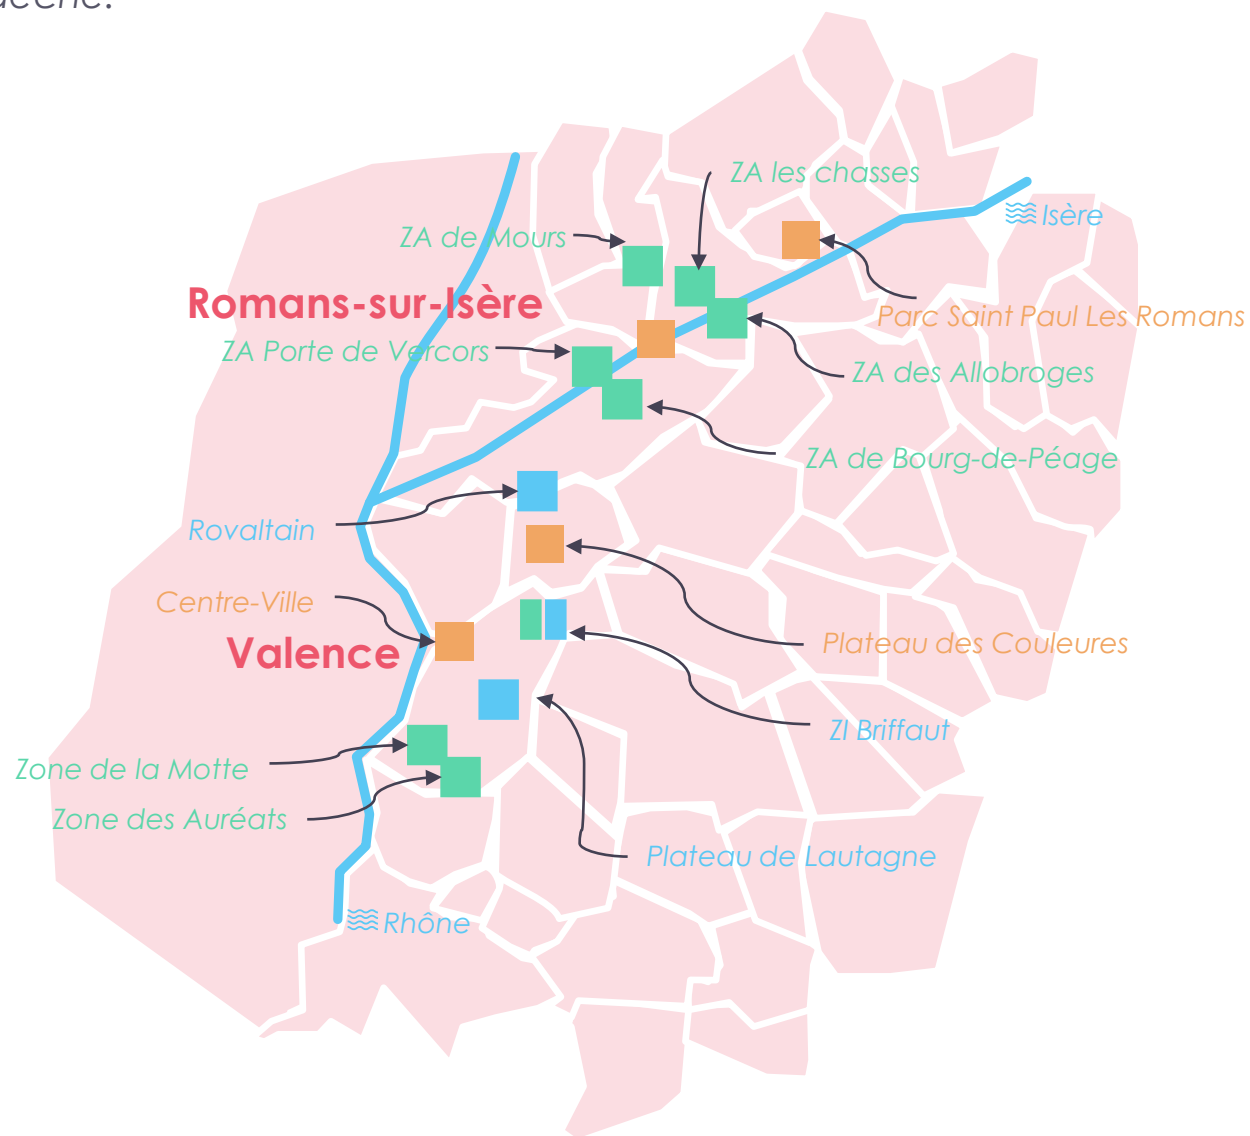 ZA les chasses
Isère
ZA de Mours
Romans-sur-Isère
Parc Saint Paul Les Romans
ZA Porte de Vercors
ZA des Allobroges
ZA de Bourg-de-Péage
Rovaltain
Centre-Ville
Valence
Plateau des Couleures
ZI Briffaut
Zone de la Motte
Zone des Auréats
Plateau de Lautagne
Rhône